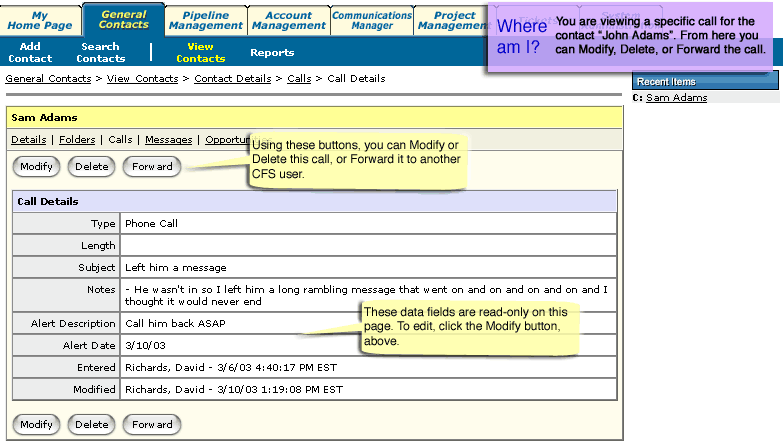 My Home Page
General Contacts
Pipeline Management
Account Management
Communications Manager
Project Management
Where am I?
You are viewing a specific call for the
contact “John Adams”. From here you
can Modify, Delete, or Forward the call.
Add Contact
Search Contacts
|
View Contacts
Reports
General Contacts > View Contacts > Contact Details > Calls > Call Details
Recent Items
C: Sam Adams
Sam Adams
Details | Folders | Calls | Messages | Opportunities
Using these buttons, you can Modify or
Delete this call, or Forward it to another
CFS user.
Modify Delete Forward
Call Details
Type Phone Call
Length
Subject Left him a message
Notes - He wasn't in so I left him a long rambling message that went on and on and on and on and I
thought it would never end
These data fields are read-only on this
page. To edit, click the Modify button,
above.
Alert Description Call him back ASAP
Alert Date 3/10/03
Entered Richards, David - 3/6/03 4:40:17 PM EST
Modified Richards, David - 3/10/03 1:19:08 PM EST
Modify Delete Forward